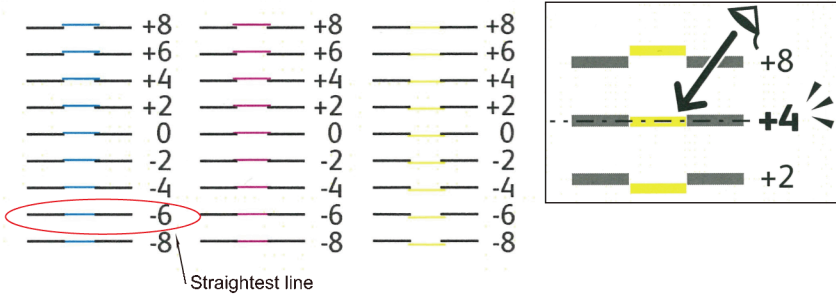 +8 +8 +8
+6 +6 +6
+4 +4 +4
+2 +2 +2
0 0 0
-2 -2 -2
-4 -4 -4
-6 -6 -6
-8 -8 -8
Straightest line
+8
+4
+2